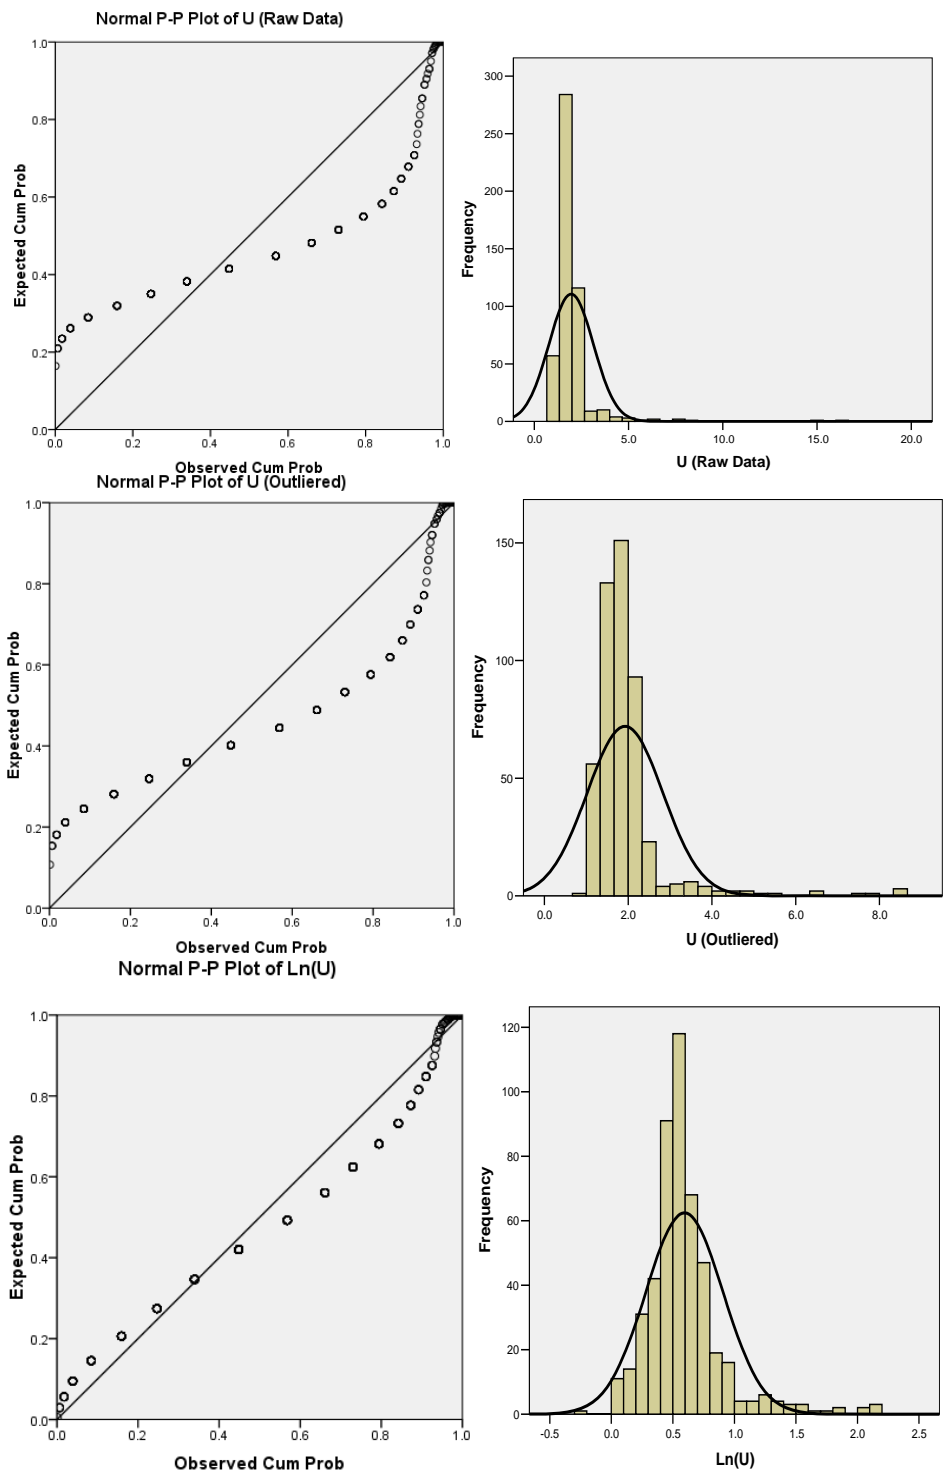 Normal P-P Plot of U (Raw Data)
1.0
0.8
0.6
0.4
0.2
0.0
Expected Cum Prob
0.0 0.2 0.4 0.6 0.8 1.0
Observed Cum Prob
300
250
200
150
100
50
0
Frequency
0.0 5.0 10.0 15.0 20.0
U (Raw Data)
Normal P-P Plot of U (Outliered)
1.0
0.8
0.6
0.4
0.2
0.0
Expected Cum Prob
0.0 0.2 0.4 0.6 0.8 1.0
Observed Cum Prob
150
100
50
0
Frequency
0.0 2.0 4.0 6.0 8.0
U (Outliered)
Normal P-P Plot of Ln(U)
1.0
0.8
0.6
0.4
0.2
0.0
Expected Cum Prob
0.0 0.2 0.4 0.6 0.8 1.0
Observed Cum Prob
120
100
80
60
40
20
0
Frequency
-0.5 0.0 0.5 1.0 1.5 2.0 2.5
Ln(U)